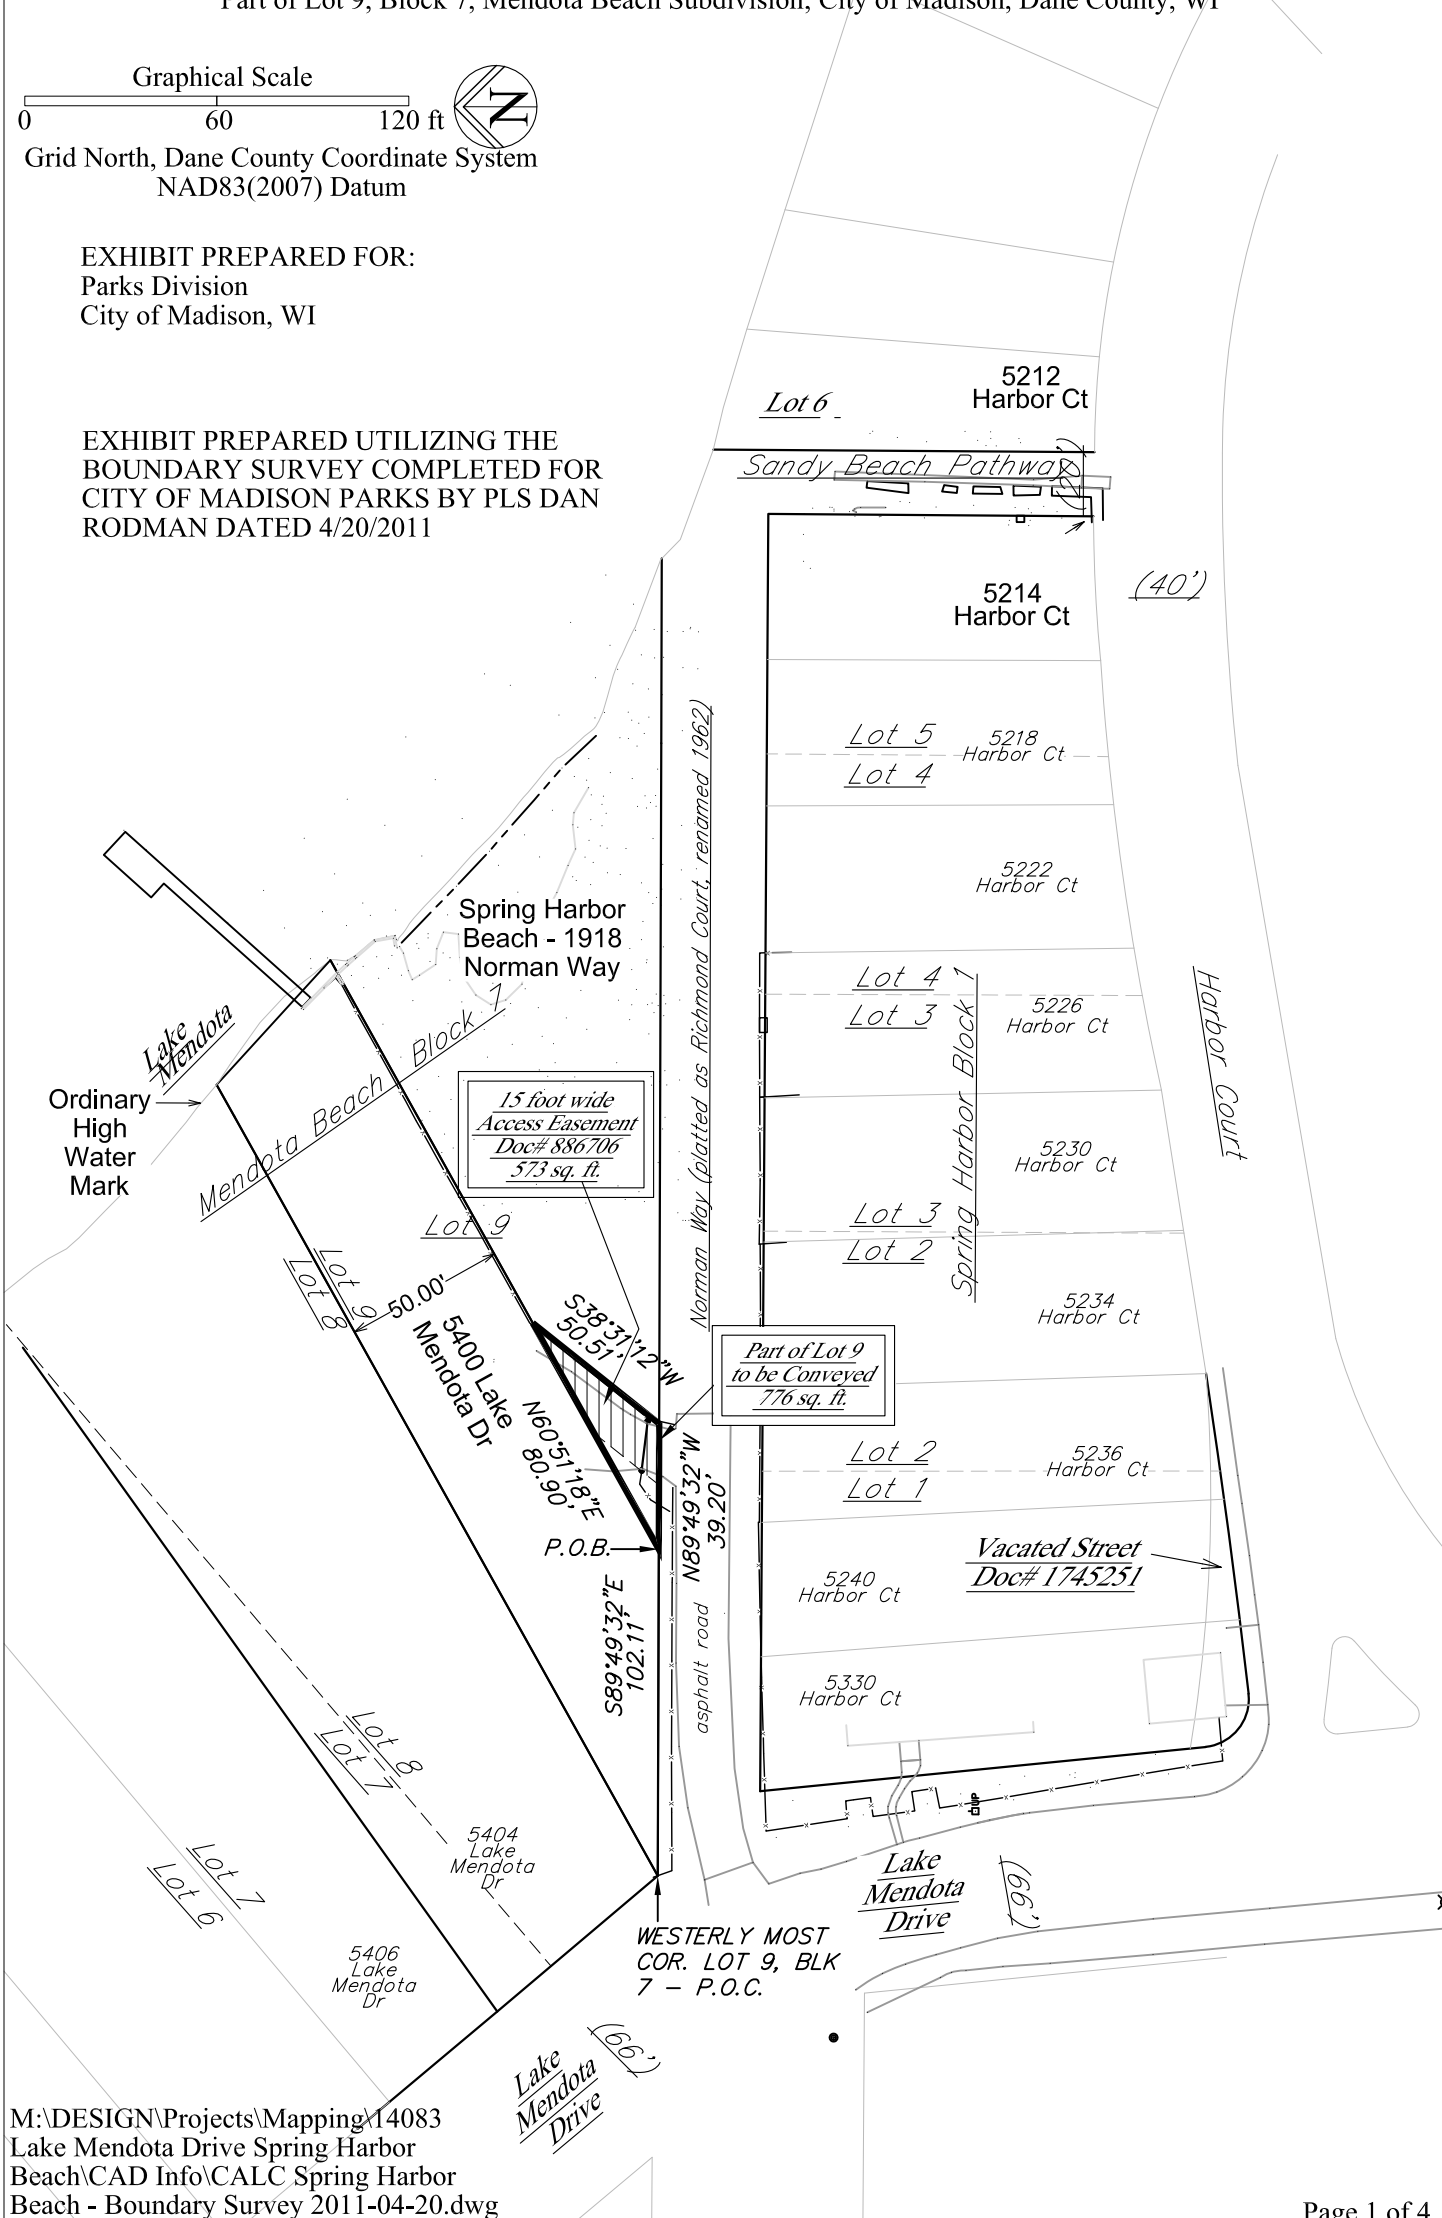 Part of Lot 9, Block 7, Mendota Beach Subdivision, City of Madison, Dane County, WI
Graphical Scale
0 60 120 ft
N
Grid North, Dane County Coordinate System
NAD83(2007) Datum
EXHIBIT PREPARED FOR:
Parks Division
City of Madison, WI
EXHIBIT PREPARED UTILIZING THE
BOUNDARY SURVEY COMPLETED FOR
CITY OF MADISON PARKS BY PLS DAN
RODMAN DATED 4/20/2011
5212
Harbor Ct
Lot 6
Sandy Beach Pathway
(20')
5214
Harbor Ct
(40')
Lot 5
Lot 4
5218
Harbor Ct
5222
Harbor Ct
Norman Way (platted as Richmond Court, renamed 1962)
Spring Harbor
Beach - 1918
Norman Way
Lot 4
Lot 3
5226
Harbor Ct
Spring Harbor Block 1
Harbor Court
Lake
Mendota
Ordinary
High
Water
Mark
Mendota Beach Block 7
15 foot wide
Access Easement
Doc# 886706
573 sq. ft.
5230
Harbor Ct
Lot 3
Lot 2
Lot 9
Lot 9
Lot 8
50.00'
5400 Lake
Mendota Dr
S38°31'12"W
50.51'
5234
Harbor Ct
Part of Lot 9
to be Conveyed
776 sq. ft.
N60°51'18"E
80.90'
N89°49'32"W
39.20'
Lot 2
Lot 1
5236
Harbor Ct
P.O.B.
Vacated Street
Doc# 1745251
5240
Harbor Ct
S89°49'32"E
102.11'
asphalt road
5330
Harbor Ct
Lot 8
Lot 7
UP
5404
Lake
Mendota
Dr
Lot 7
Lot 6
Lake
Mendota
Drive
(66')
WESTERLY MOST
COR. LOT 9, BLK
7 - P.O.C.
5406
Lake
Mendota
Dr
Lake
Mendota
Drive
(66')
M:\DESIGN\Projects\Mapping\14083
Lake Mendota Drive Spring Harbor
Beach\CAD Info\CALC Spring Harbor
Beach - Boundary Survey 2011-04-20.dwg
Page 1 of 4